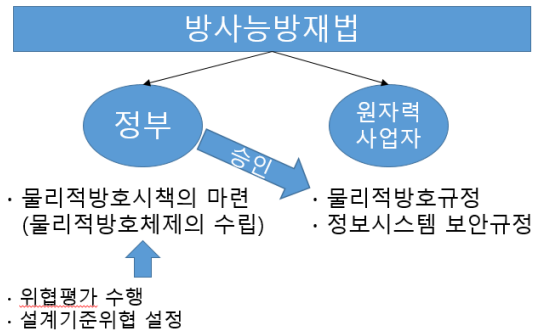 방사능방재법
정부
원자력
사업자
승인
· 물리적방호시책의 마련
(물리적방호체제의 수립)
· 물리적방호규정
· 정보시스템 보안규정
· 위협평가 수행
· 설계기준위협 설정